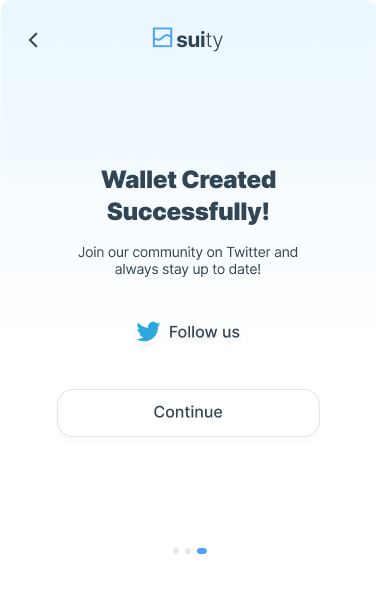 suity
Wallet Created
Successfully!
Join our community on Twitter and
always stay up to date!
Follow us
Continue